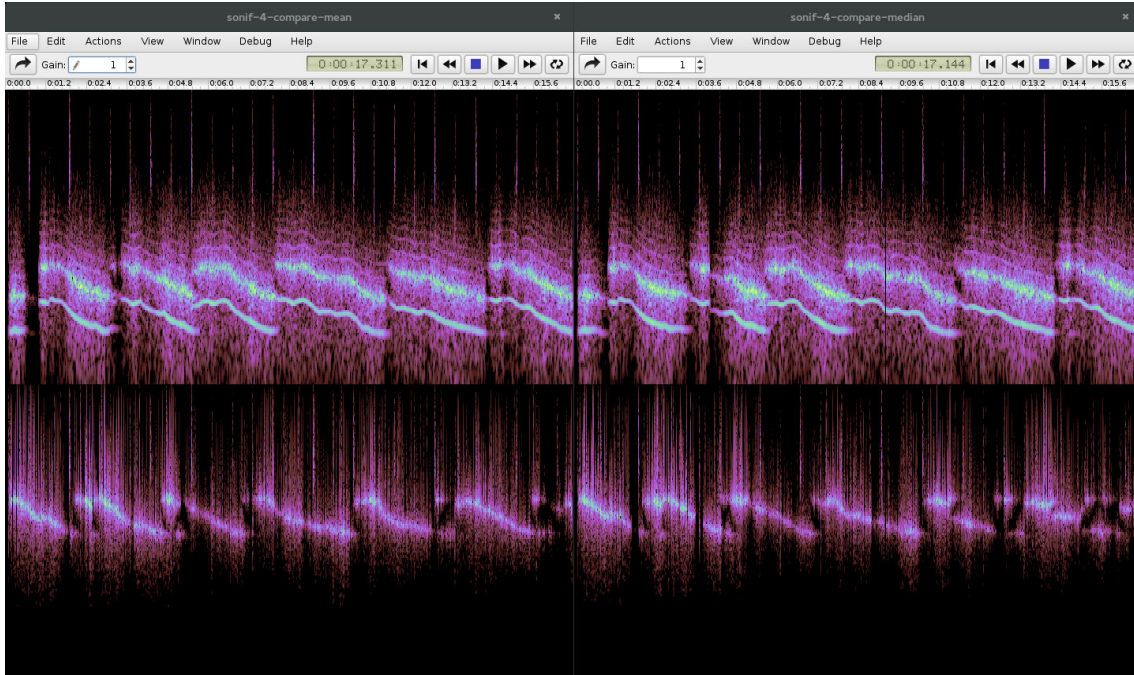 sonif-4-compare-mean ×
File Edit Actions View Window Debug Help
Gain: 1 0:00:17.311
0:00.0 0:01.2 0:02.4 0:03.6 0:04.8 0:06.0 0:07.2 0:08.4 0:09.6 0:10.8 0:12.0 0:13.2 0:14.4 0:15.6
sonif-4-compare-median ×
File Edit Actions View Window Debug Help
Gain: 1 0:00:17.144
0:00.0 0:01.2 0:02.4 0:03.6 0:04.8 0:06.0 0:07.2 0:08.4 0:09.6 0:10.8 0:12.0 0:13.2 0:14.4 0:15.6